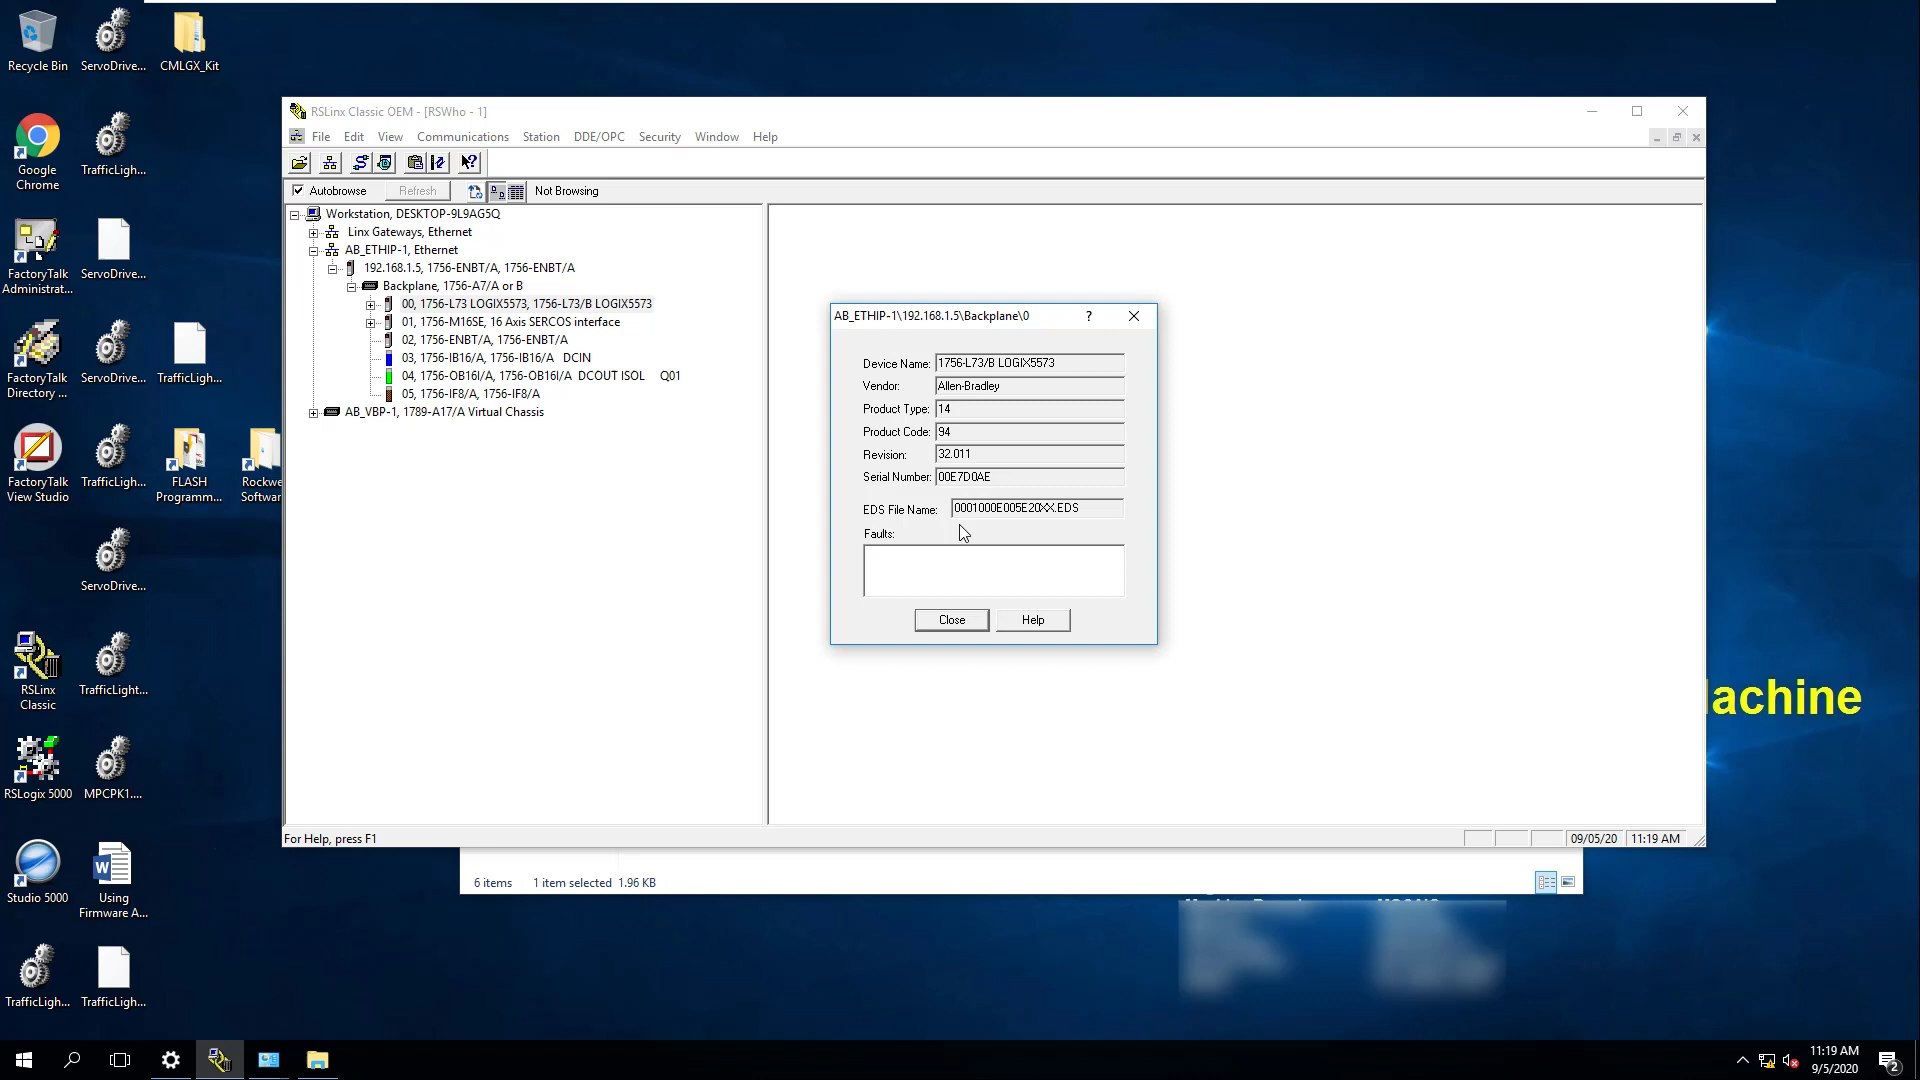 Recycle Bin
ServoDrive...
CMLGX_Kit
Google
Chrome
TrafficLigh...
FactoryTalk
Administrat...
ServoDrive...
FactoryTalk
Directory ...
ServoDrive...
TrafficLigh...
FactoryTalk
View Studio
TrafficLigh...
FLASH
Programm...
Rockwe
Softwar
ServoDrive...
RSLinx
Classic
TrafficLight...
RSLogix 5000
MPCPK1....
Studio 5000
Using
Firmware A...
TrafficLigh...
TrafficLigh...
RSLinx Classic OEM - [RSWho - 1]
File Edit View Communications Station DDE/OPC Security Window Help
Autobrowse Refresh Not Browsing
Workstation, DESKTOP-9L9AG5Q
Linx Gateways, Ethernet
AB_ETHIP-1, Ethernet
192.168.1.5, 1756-ENBT/A, 1756-ENBT/A
Backplane, 1756-A7/A or B
00, 1756-L73 LOGIX5573, 1756-L73/B LOGIX5573
01, 1756-M16SE, 16 Axis SERCOS interface
02, 1756-ENBT/A, 1756-ENBT/A
03, 1756-IB16/A, 1756-IB16/A DCIN
04, 1756-OB16I/A, 1756-OB16I/A DCOUT ISOL Q01
05, 1756-IF8/A, 1756-IF8/A
AB_VBP-1, 1789-A17/A Virtual Chassis
AB_ETHIP-1\192.168.1.5\Backplane\0 ?
Device Name: 1756-L73/B LOGIX5573
Vendor: Allen-Bradley
Product Type: 14
Product Code: 94
Revision: 32.011
Serial Number: 00E7D0AE
EDS File Name: 0001000E005E20XX.EDS
Faults:
Close Help
achine
For Help, press F1
09/05/20 11:19 AM
6 items 1 item selected 1.96 KB
11:19 AM
9/5/2020
2